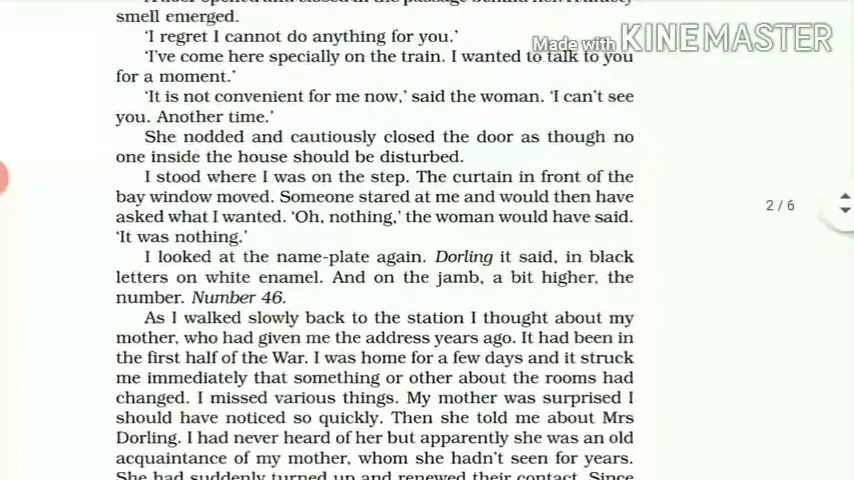 smell emerged.
'I regret I cannot do anything for you.'
Made with KINEMASTER
'I've come here specially on the train. I wanted to talk to you
for a moment.'
'It is not convenient for me now,' said the woman. 'I can't see
you. Another time.'
She nodded and cautiously closed the door as though no
one inside the house should be disturbed.
I stood where I was on the step. The curtain in front of the
bay window moved. Someone stared at me and would then have
asked what I wanted. 'Oh, nothing,' the woman would have said.
'It was nothing.'
2 / 6
I looked at the name-plate again. Dorling it said, in black
letters on white enamel. And on the jamb, a bit higher, the
number. Number 46.
As I walked slowly back to the station I thought about my
mother, who had given me the address years ago. It had been in
the first half of the War. I was home for a few days and it struck
me immediately that something or other about the rooms had
changed. I missed various things. My mother was surprised I
should have noticed so quickly. Then she told me about Mrs
Dorling. I had never heard of her but apparently she was an old
acquaintance of my mother, whom she hadn't seen for years.
She had suddenly turned up and renewed their contact. Since